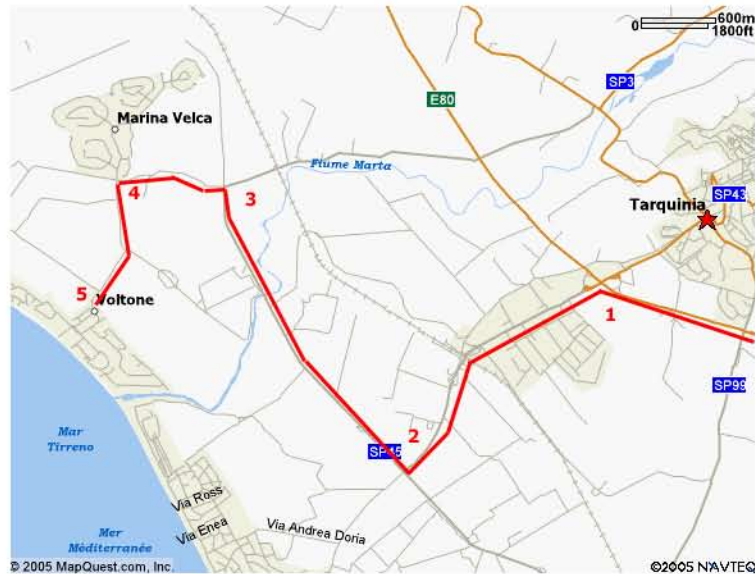 600m
0 1800ft
SP3
E80
Marina Velca
Fiume Marta
4
3
SP43
Tarquinia
5
Voltone
1
SP99
2
Mar
Tirreno
SP45
Via Ross
Via Enea
Via Andrea Doria
Mer
Méditerranée
© 2005 MapQuest.com, Inc.
©2005 NAVTEC